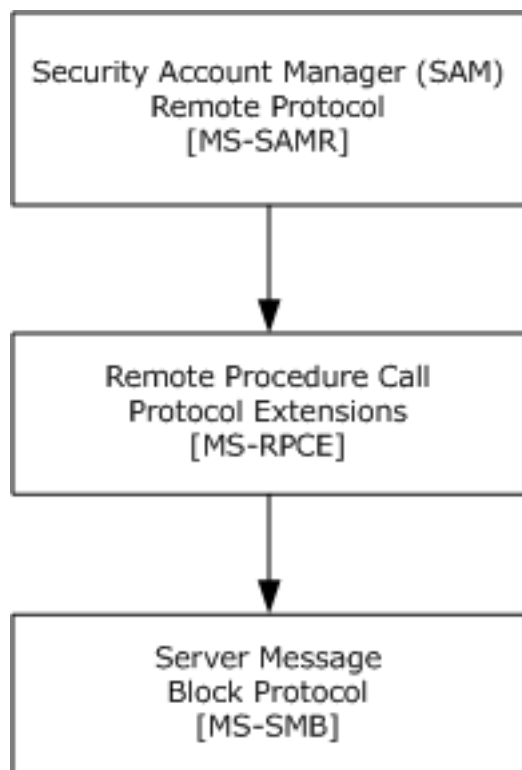 Security Account Manager (SAM)
Remote Protocol
[MS-SAMR]
Remote Procedure Call
Protocol Extensions
[MS-RPCE]
Server Message
Block Protocol
[MS-SMB]